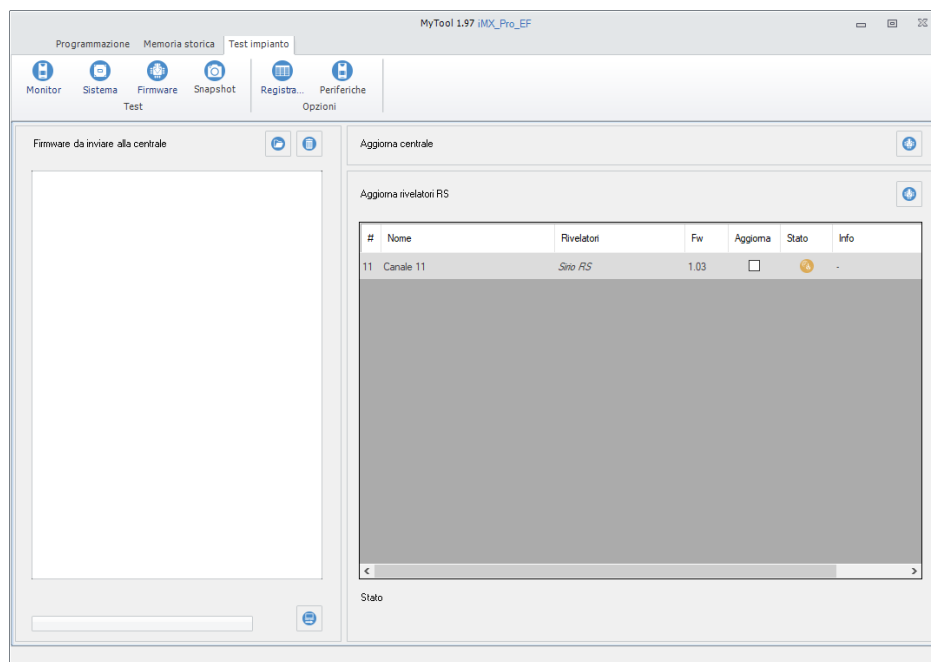 MyTool 1.97 iMX_Pro_EF
Programmazione Memoria storica Test impianto
Monitor Sistema Firmware Snapshot Registra... Periferiche
Test Opzioni
Firmware da inviare alla centrale
Aggiorna centrale
Aggiorna rivelatori RS
# Nome Rivelatori Fw Aggiorna Stato Info
11 Canale 11 Sirio RS 1.03 -
Stato